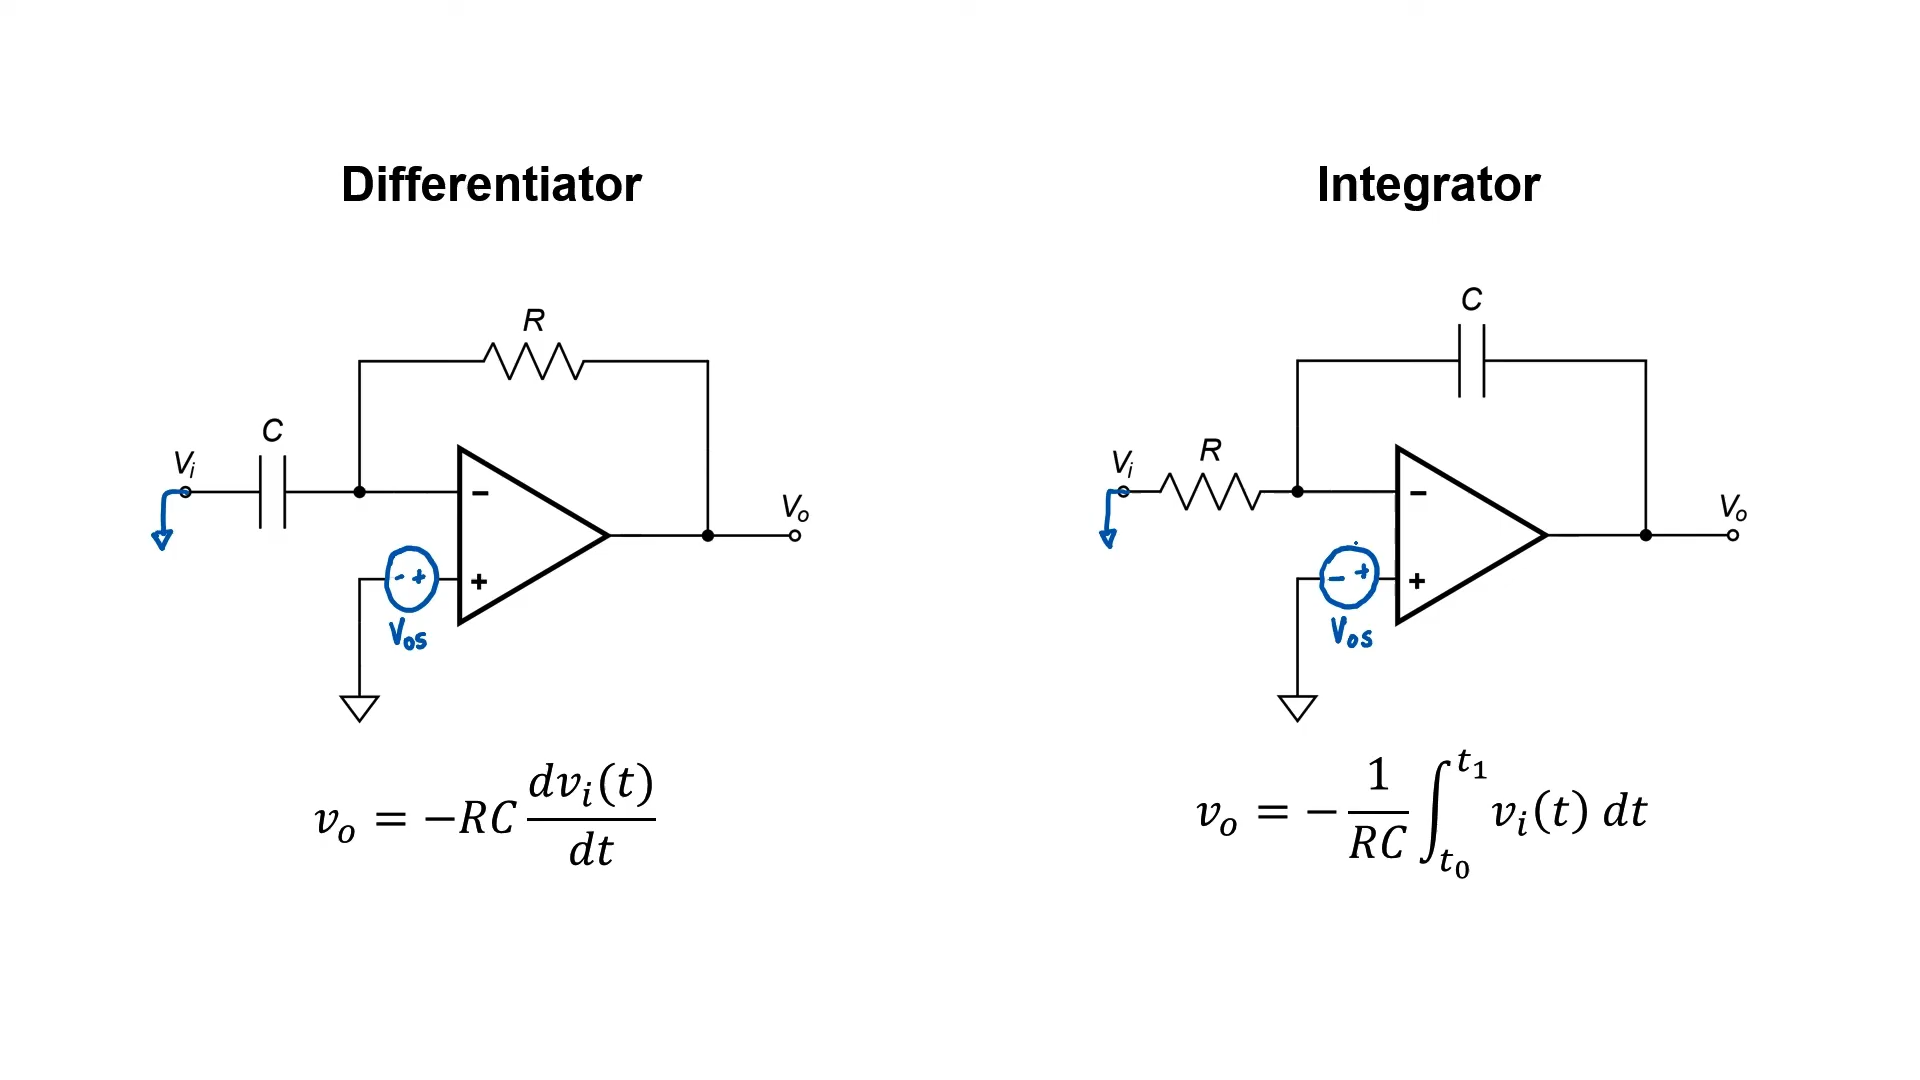 Differentiator
R
C
V_i
− +
V_o
- +
V_os
v_o = −RC dv_i(t)/dt
Integrator
C
R
V_i
− +
V_o
- +
V_os
v_o = − 1/RC ∫_{t_0}^{t_1} v_i(t) dt